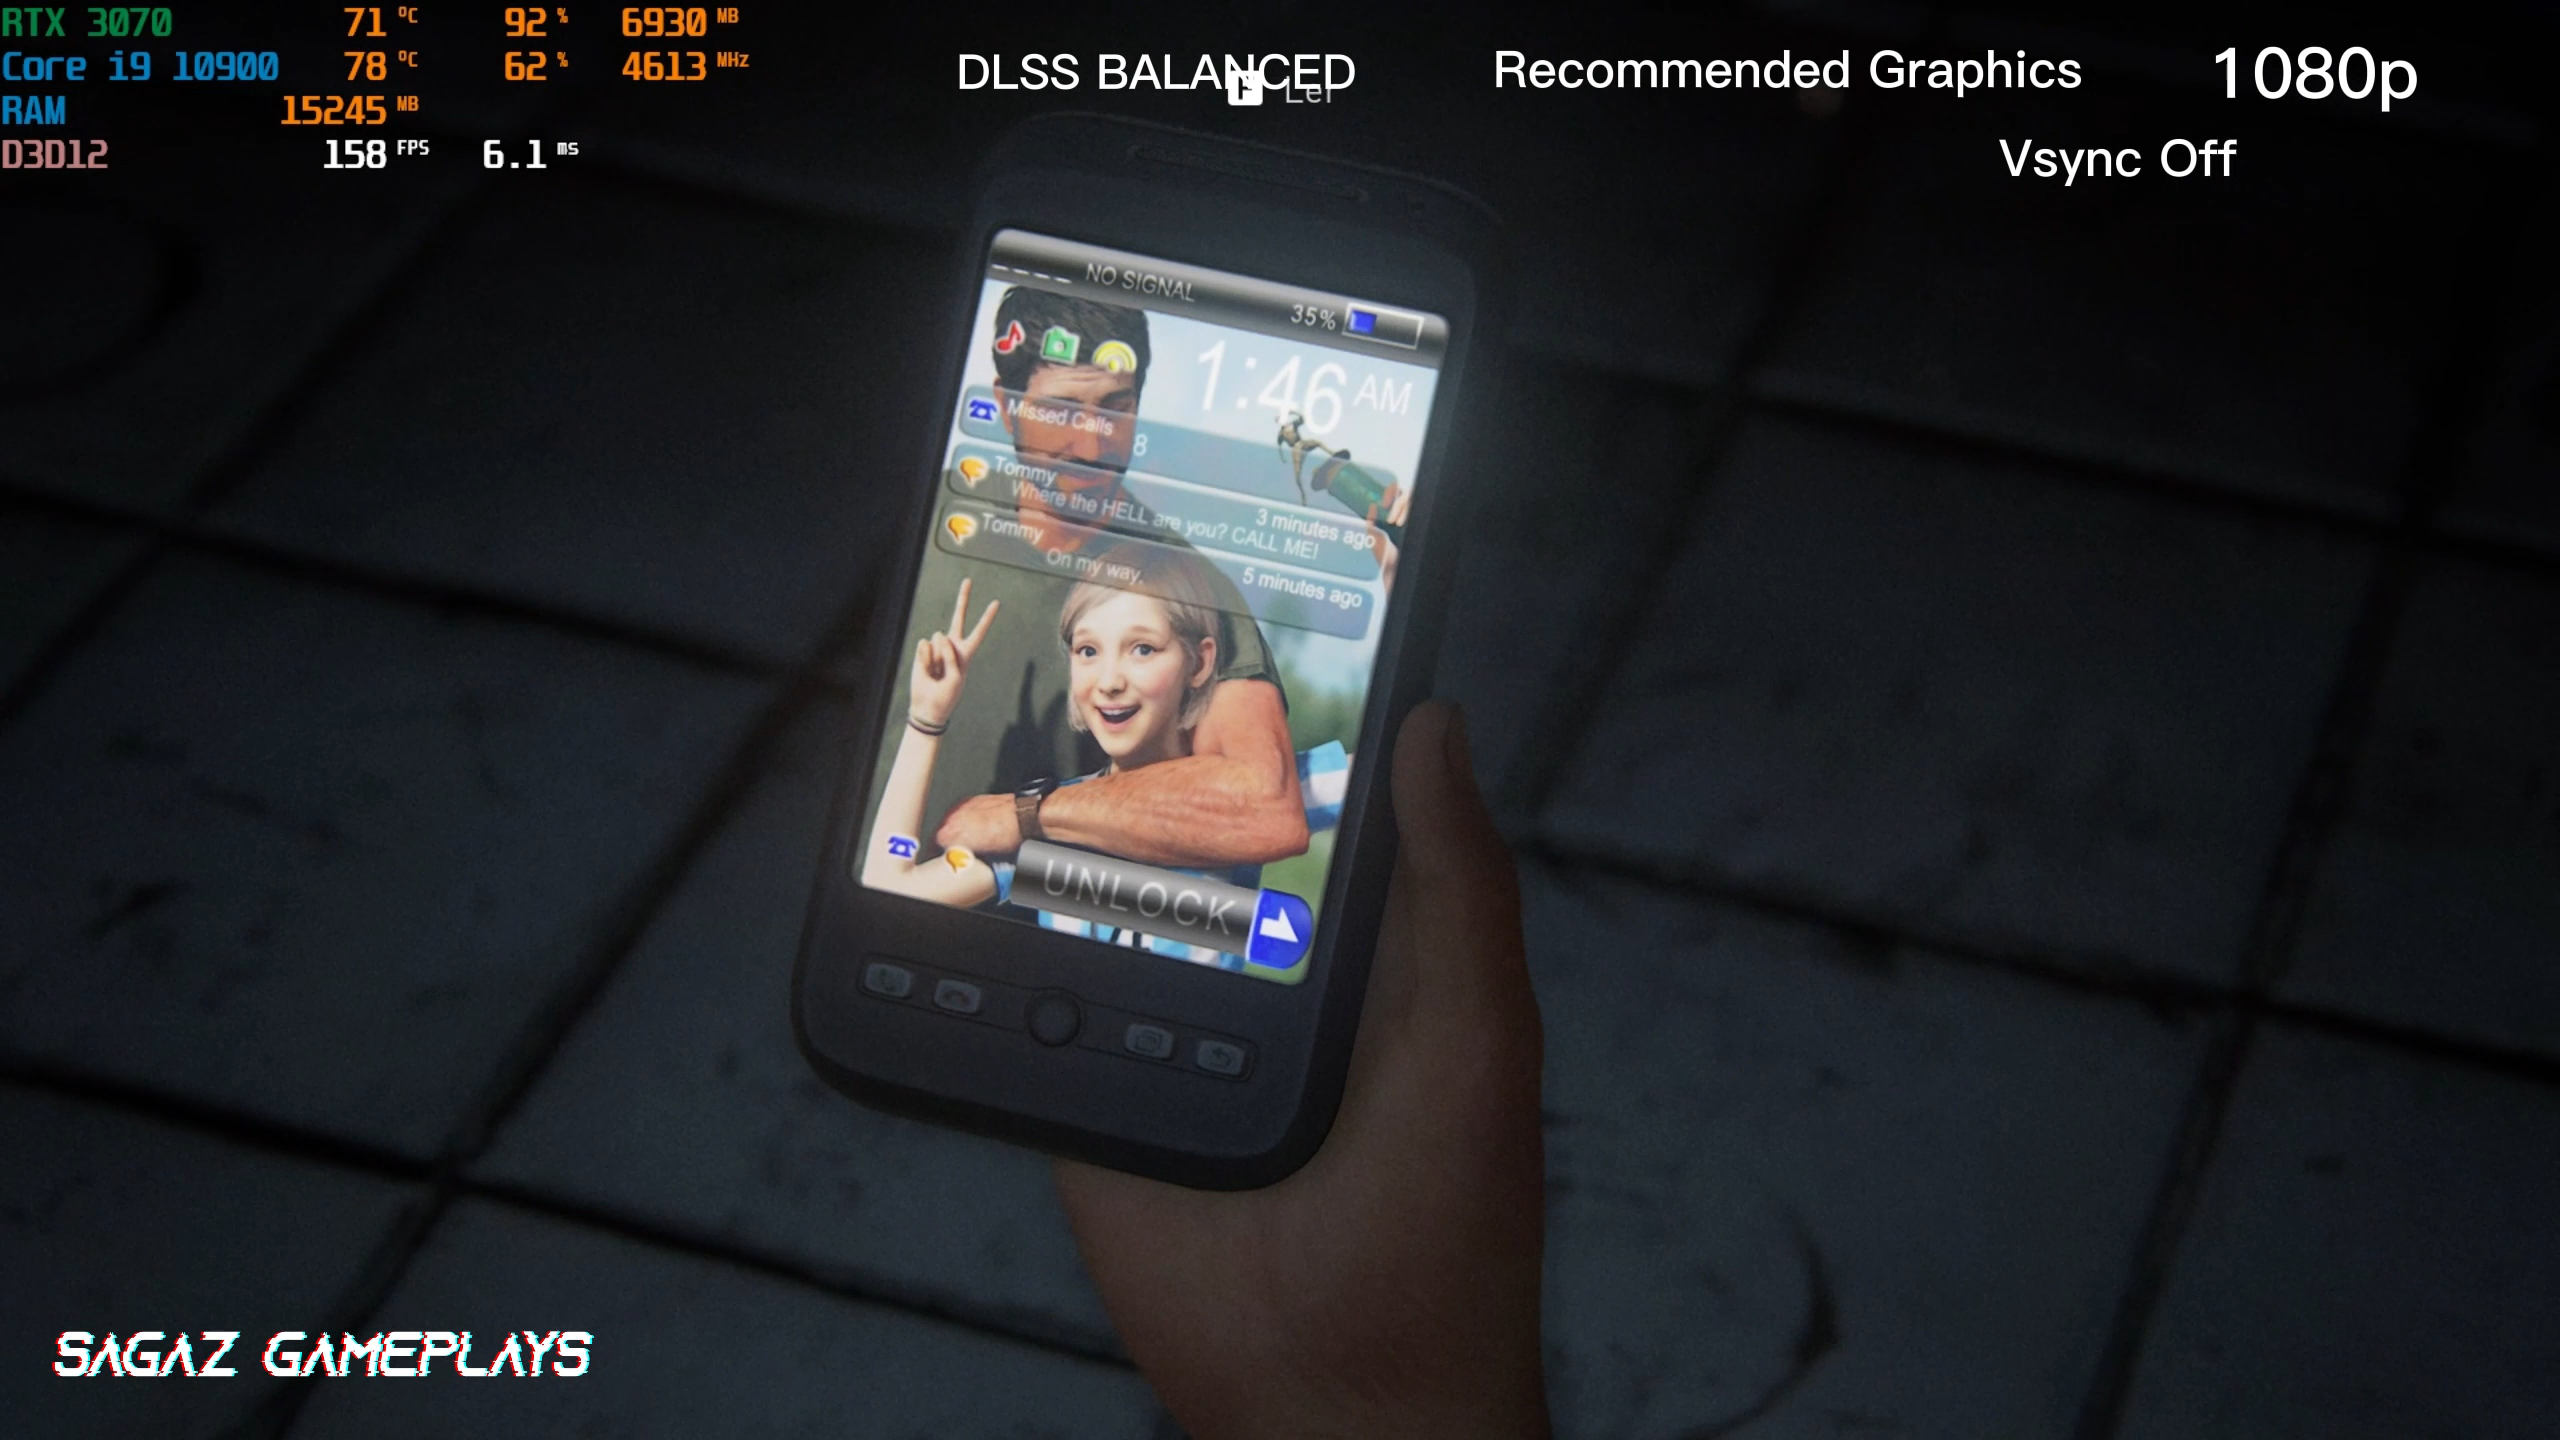 RTX 3070 71 °C 92 % 6930 MB
Core i9 10900 78 °C 62 % 4613 MHz
RAM 15245 MB
D3D12 158 FPS 6.1 ms
DLSS BALANCED Recommended Graphics 1080p
F Ler
Vsync Off
NO SIGNAL 35%
1:46 AM
Missed Calls
8
Tommy 3 minutes ago
Where the HELL are you? CALL ME!
Tommy 5 minutes ago
On my way.
UNLOCK
SAGAZ GAMEPLAYS